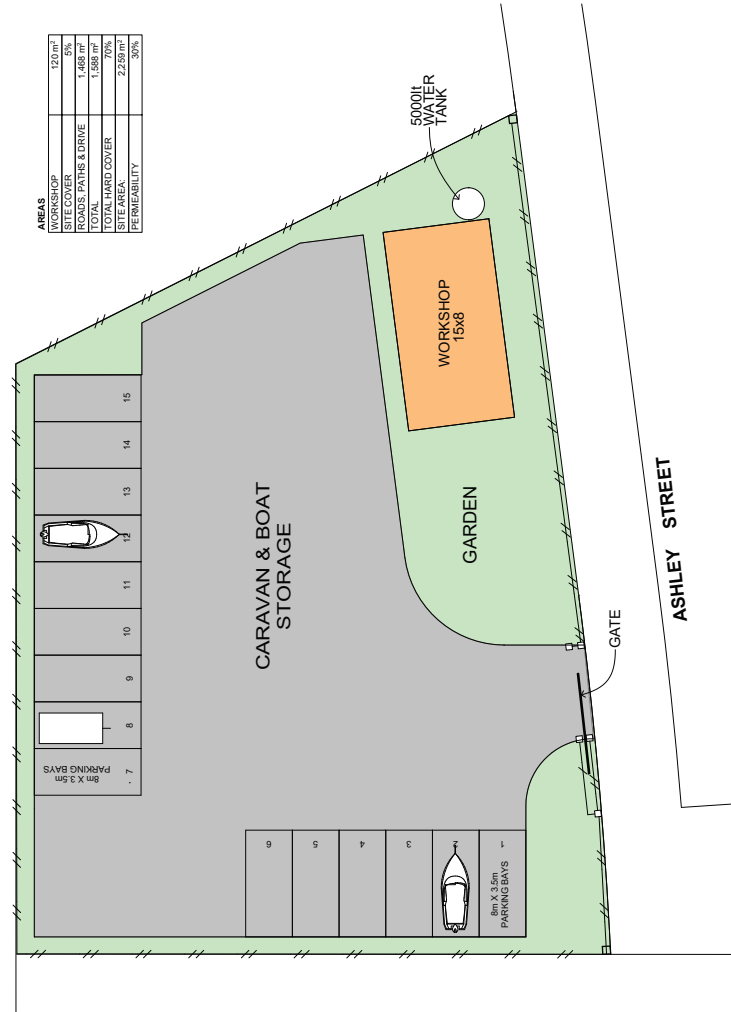 AREAS
WORKSHOP 120 m²
SITE COVER 5%
ROADS, PATHS & DRIVE 1,468 m²
TOTAL 1,588 m²
TOTAL HARD COVER 70%
SITE AREA: 2,259 m²
PERMEABILITY 30%
5000lt
WATER
TANK
WORKSHOP
15x8
15
14
13
12
11
10
9
8
7
8m X 3.5m
PARKING BAYS
CARAVAN & BOAT
STORAGE
GARDEN
6
5
4
3
2
1
8m X 3.5m
PARKING BAYS
GATE
ASHLEY STREET